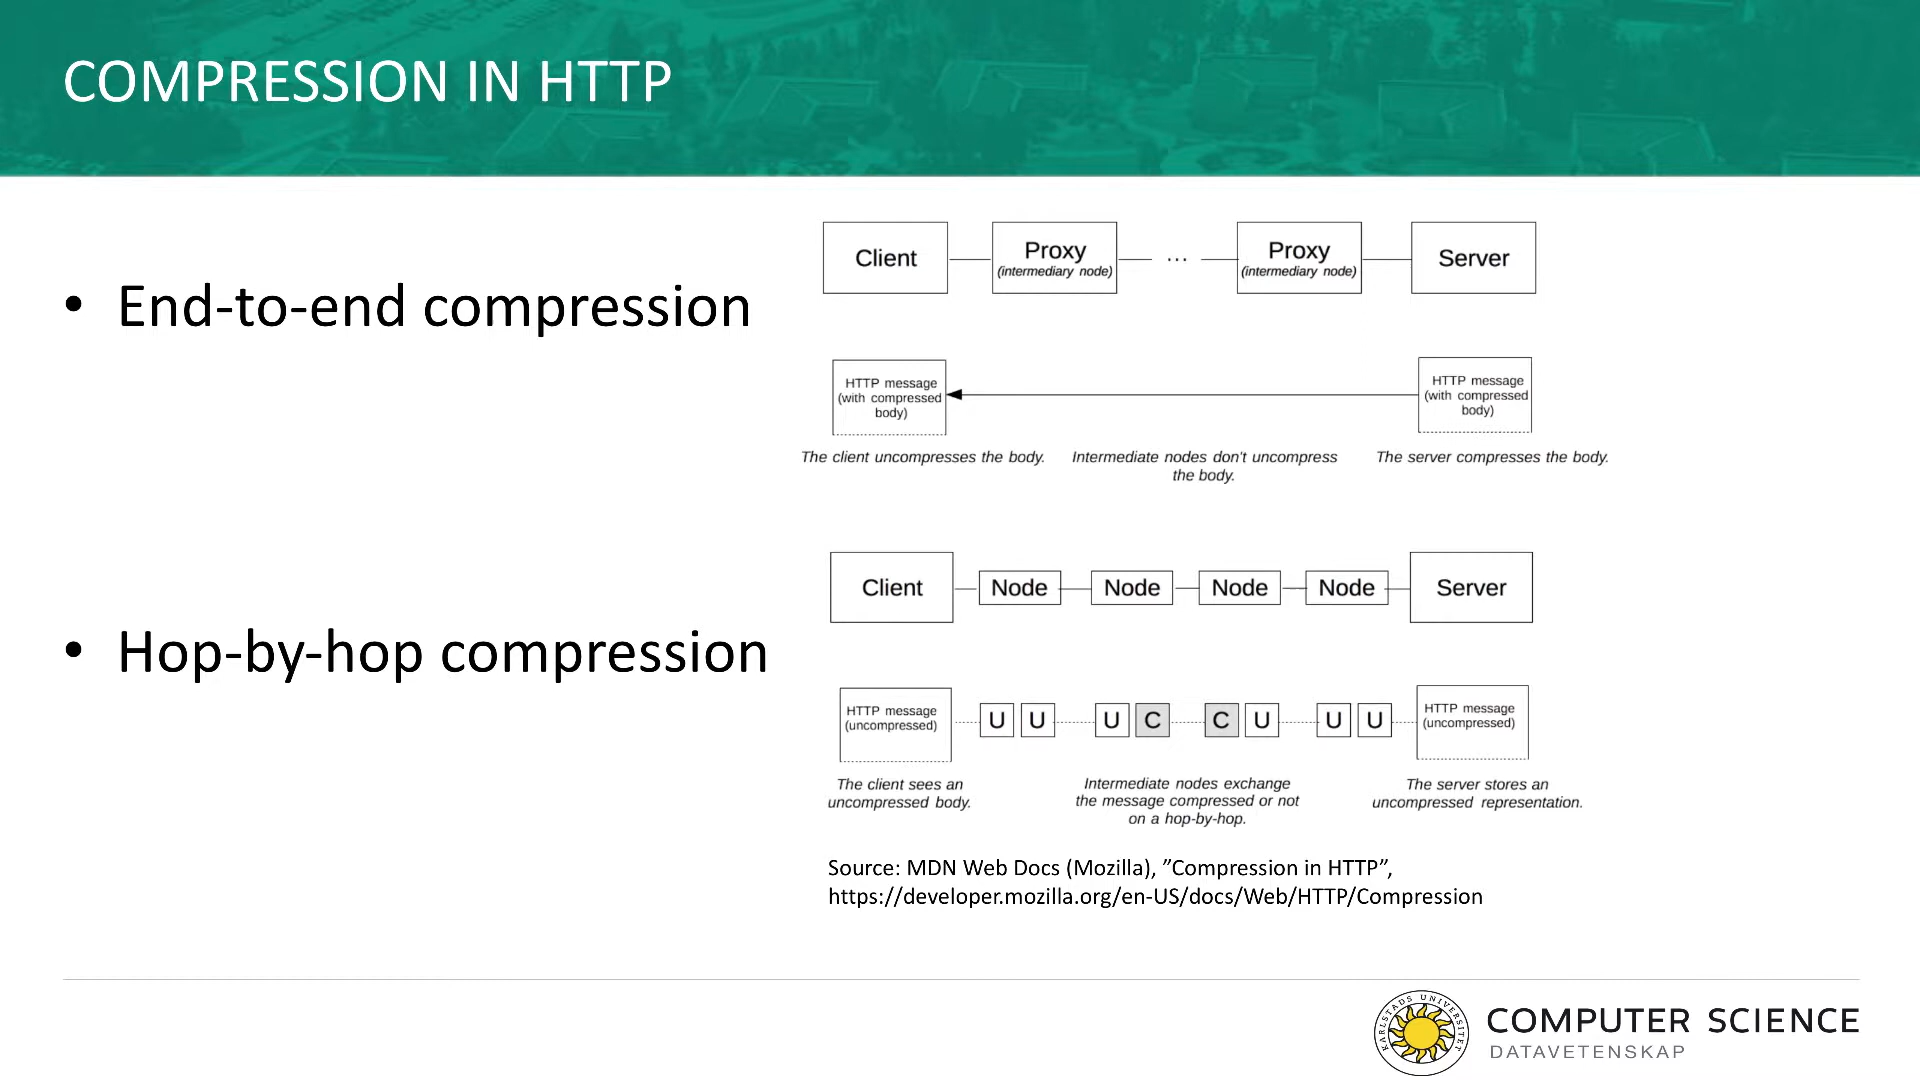 COMPRESSION IN HTTP
• End-to-end compression
Client
Proxy
(intermediary node)
...
Proxy
(intermediary node)
Server
HTTP message
(with compressed
body)
HTTP message
(with compressed
body)
The client uncompresses the body.
Intermediate nodes don't uncompress
the body.
The server compresses the body.
• Hop-by-hop compression
Client
Node
Node
Node
Node
Server
HTTP message
(uncompressed)
U U
U C
C U
U U
HTTP message
(uncompressed)
The client sees an
uncompressed body.
Intermediate nodes exchange
the message compressed or not
on a hop-by-hop.
The server stores an
uncompressed representation.
Source: MDN Web Docs (Mozilla), ”Compression in HTTP”,
https://developer.mozilla.org/en-US/docs/Web/HTTP/Compression
KARLSTADS UNIVERSITET
COMPUTER SCIENCE
DATAVETENSKAP